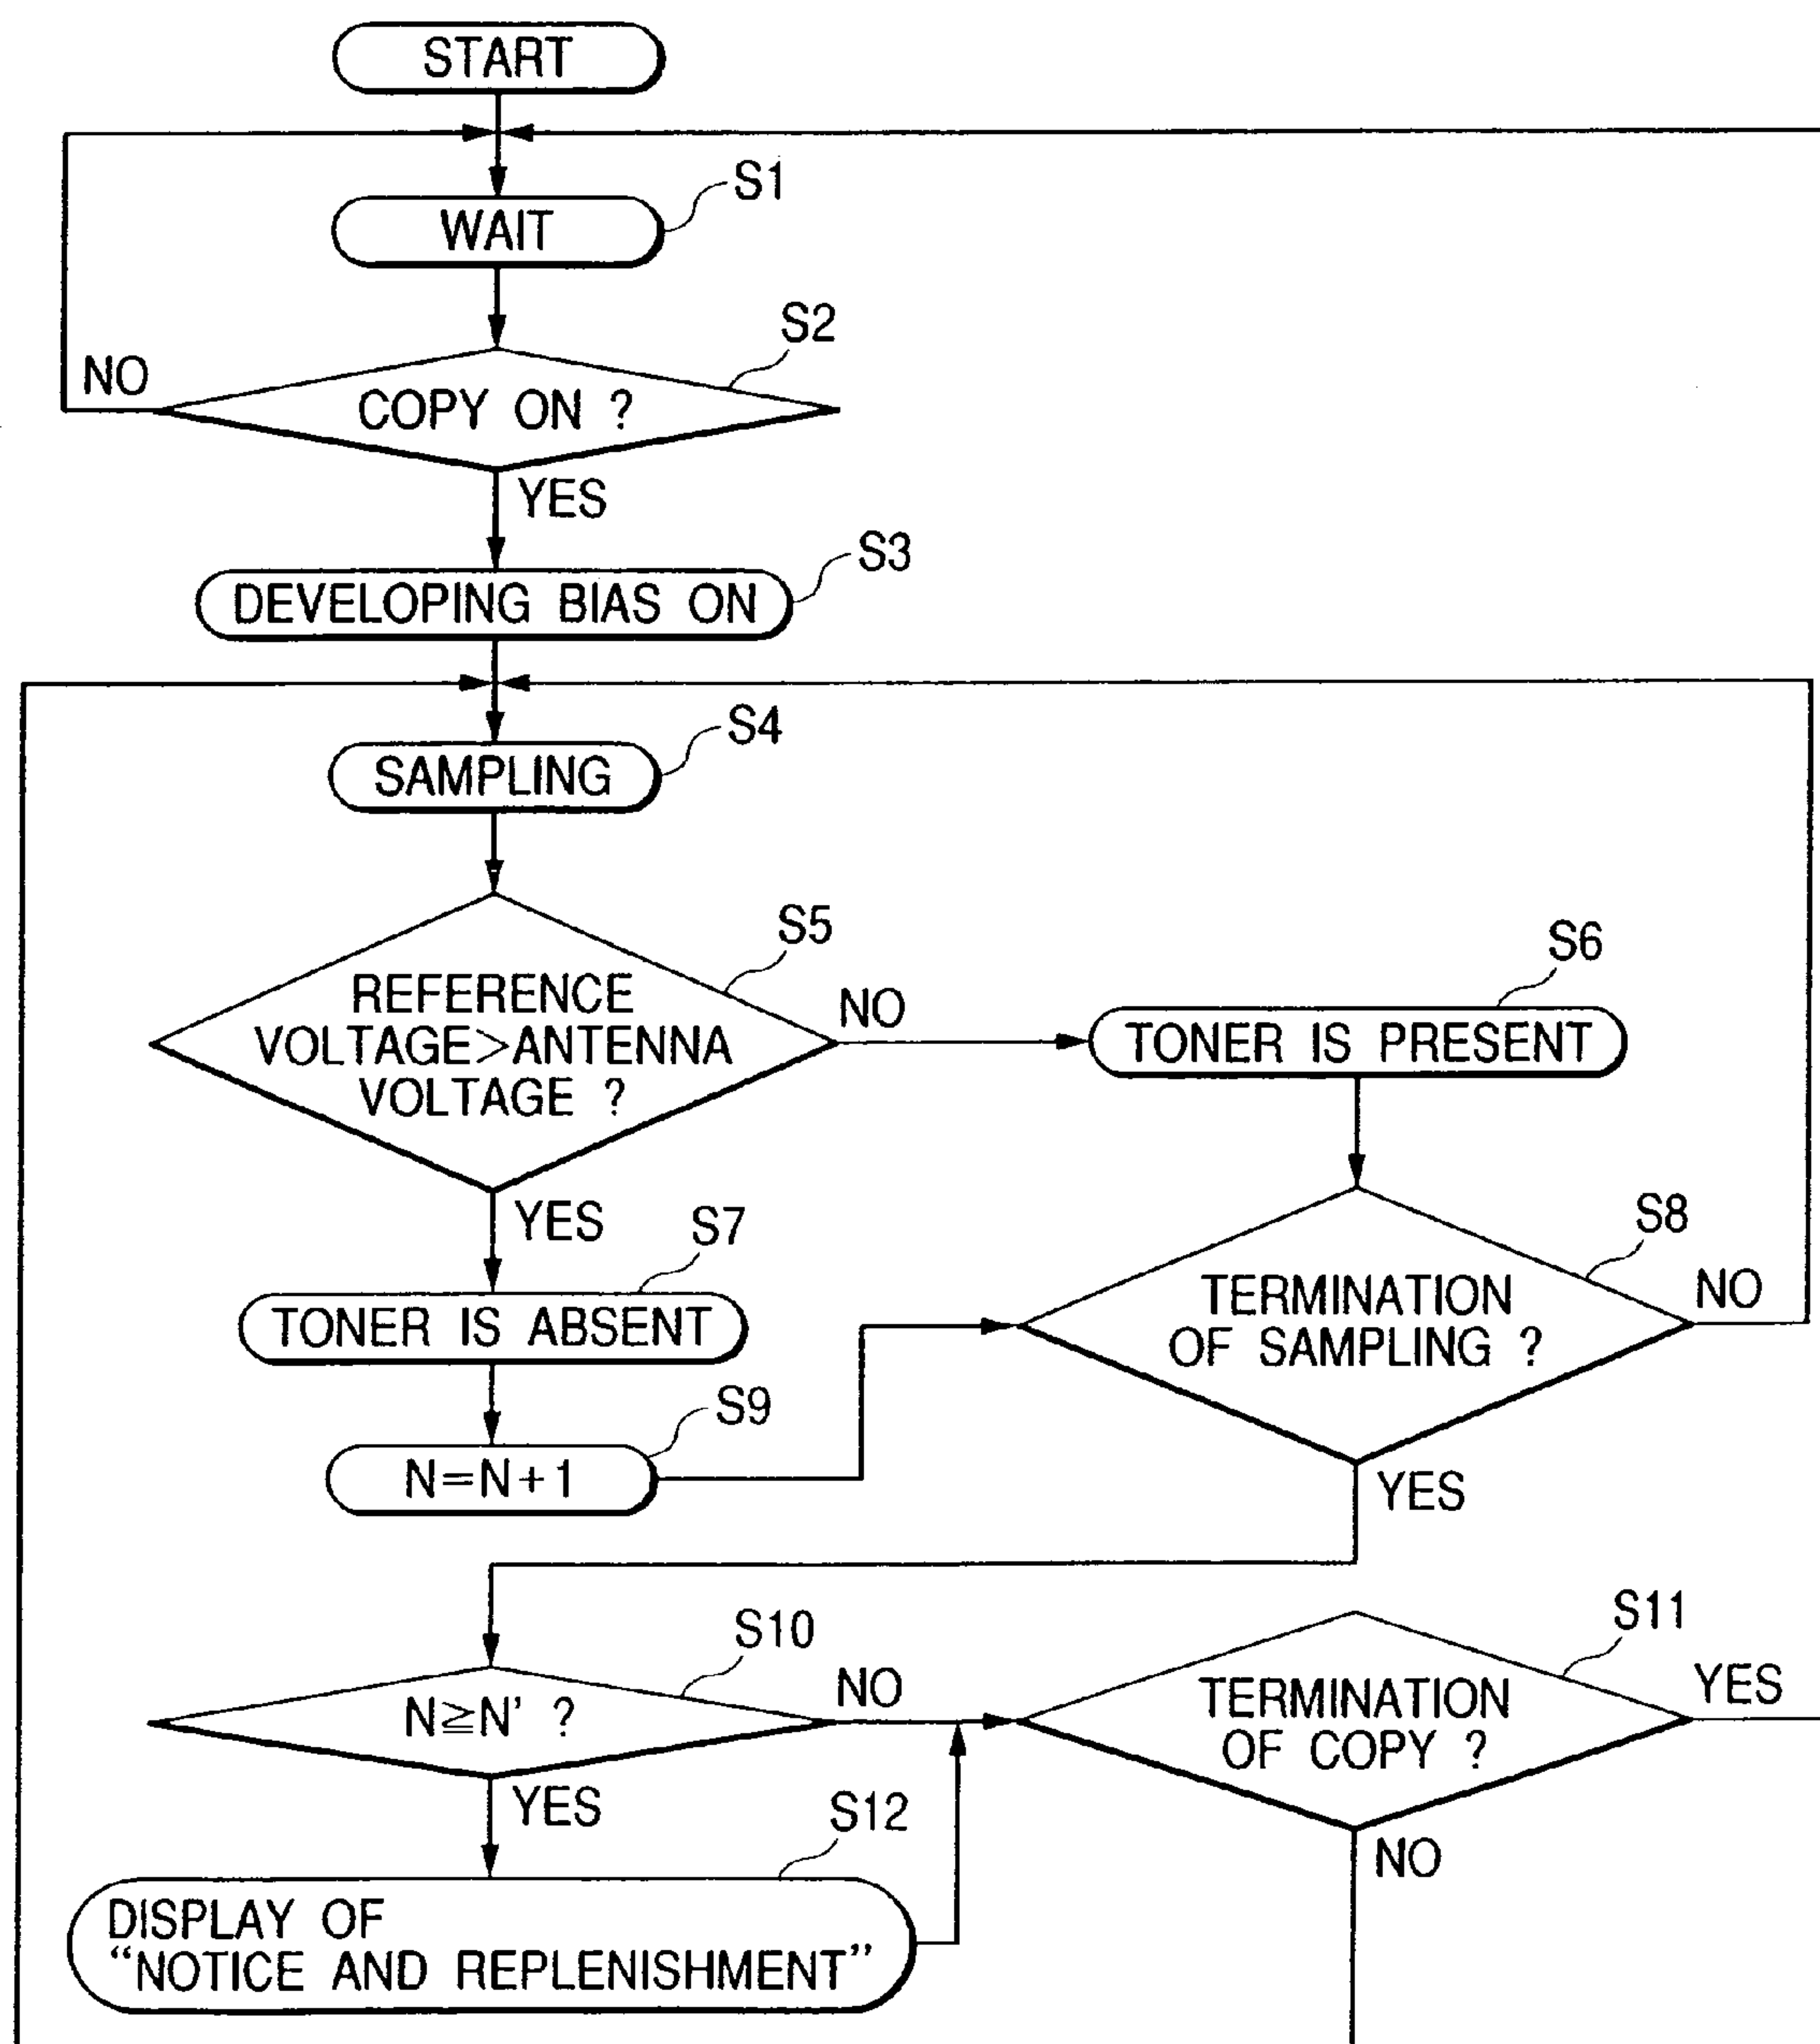 START
S1
WAIT
S2
NO
COPY ON ?
YES
S3
DEVELOPING BIAS ON
S4
SAMPLING
S5
REFERENCE
VOLTAGE>ANTENNA
VOLTAGE ?
NO
S6
TONER IS PRESENT
YES
S7
TONER IS ABSENT
S8
TERMINATION
OF SAMPLING ?
NO
S9
N=N+1
YES
S10
N≧N' ?
NO
S11
TERMINATION
OF COPY ?
YES
YES
S12
DISPLAY OF
“NOTICE AND REPLENISHMENT”
NO